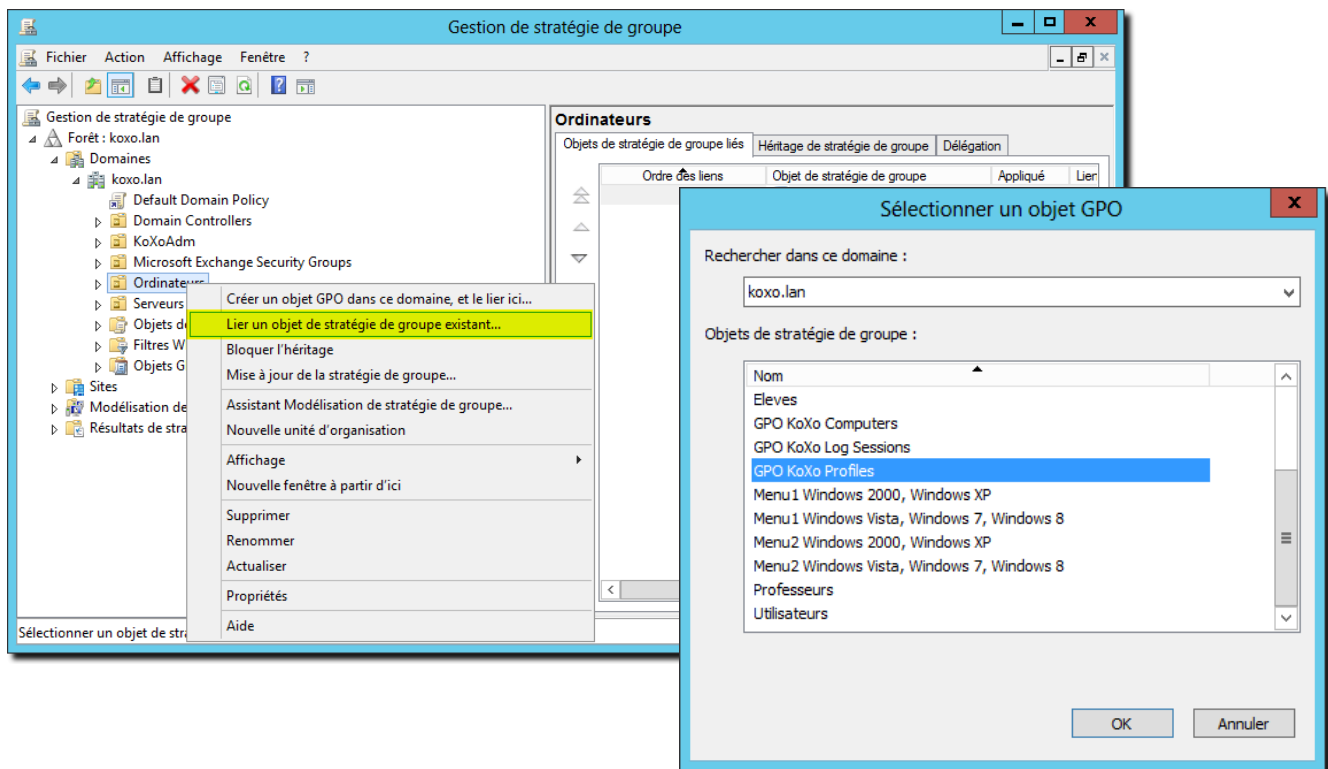 Gestion de stratégie de groupe
Fichier Action Affichage Fenêtre ?
Gestion de stratégie de groupe
Forêt : koxo.lan
Domaines
koxo.lan
Default Domain Policy
Domain Controllers
KoXoAdm
Microsoft Exchange Security Groups
Ordinateurs
Serveurs
Objets d
Filtres W
Objets G
Sites
Modélisation de
Résultats de stra
Sélectionner un objet de stra
Créer un objet GPO dans ce domaine, et le lier ici...
Lier un objet de stratégie de groupe existant...
Bloquer l'héritage
Mise à jour de la stratégie de groupe...
Assistant Modélisation de stratégie de groupe...
Nouvelle unité d'organisation
Affichage
Nouvelle fenêtre à partir d'ici
Supprimer
Renommer
Actualiser
Propriétés
Aide
Ordinateurs
Objets de stratégie de groupe liés Héritage de stratégie de groupe Délégation
Ordre des liens Objet de stratégie de groupe Appliqué Lier
Sélectionner un objet GPO
x
Rechercher dans ce domaine :
koxo.lan
Objets de stratégie de groupe :
Nom
Eleves
GPO KoXo Computers
GPO KoXo Log Sessions
GPO KoXo Profiles
Menu1 Windows 2000, Windows XP
Menu1 Windows Vista, Windows 7, Windows 8
Menu2 Windows 2000, Windows XP
Menu2 Windows Vista, Windows 7, Windows 8
Professeurs
Utilisateurs
OK Annuler